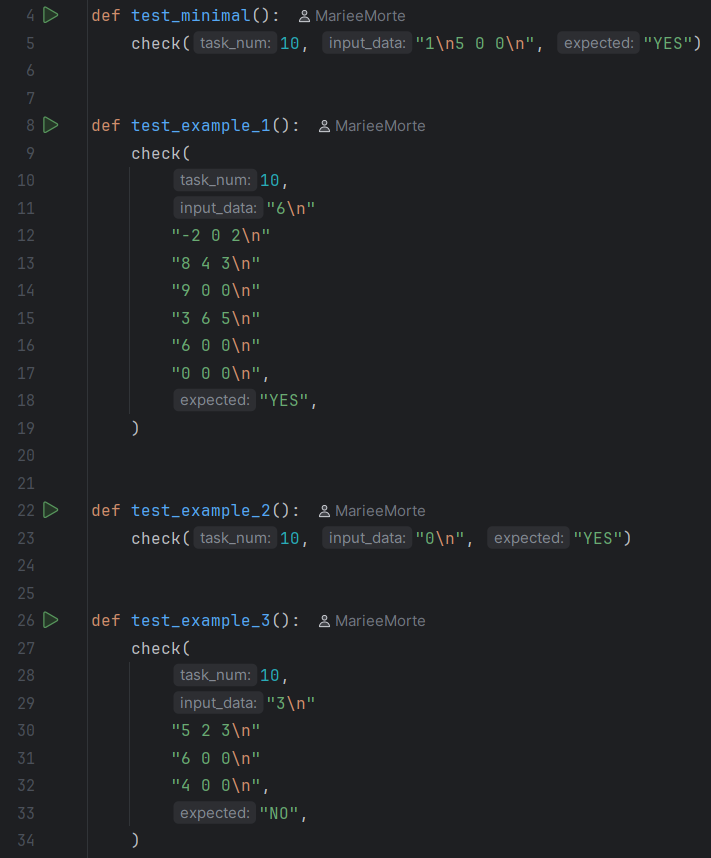 4 def test_minimal(): MarieeMorte
5 check( task_num: 10, input_data: "1\n5 0 0\n", expected: "YES")
6
7
8 def test_example_1(): MarieeMorte
9 check(
10 task_num: 10,
11 input_data: "6\n"
12 "-2 0 2\n"
13 "8 4 3\n"
14 "9 0 0\n"
15 "3 6 5\n"
16 "6 0 0\n"
17 "0 0 0\n",
18 expected: "YES",
19 )
20
21
22 def test_example_2(): MarieeMorte
23 check( task_num: 10, input_data: "0\n", expected: "YES")
24
25
26 def test_example_3(): MarieeMorte
27 check(
28 task_num: 10,
29 input_data: "3\n"
30 "5 2 3\n"
31 "6 0 0\n"
32 "4 0 0\n",
33 expected: "NO",
34 )